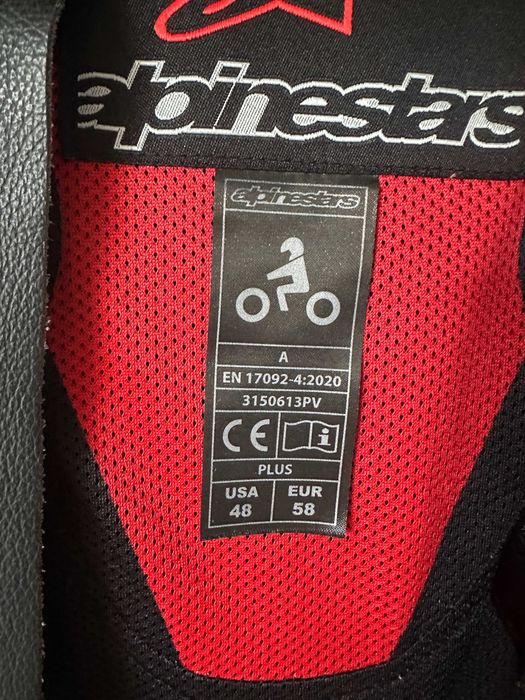 alpinestars
alpinestars
A
EN 17092-4:2020
3150613PV
CE i
PLUS
USA EUR
48 58